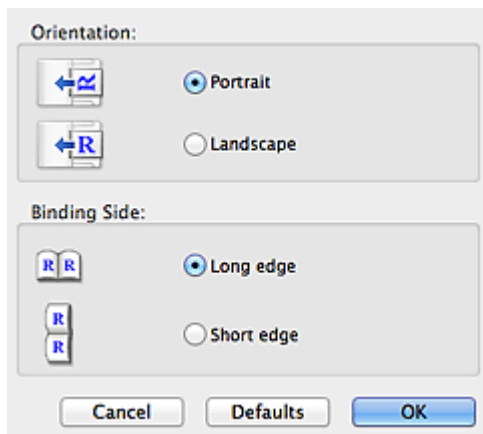 Orientation:
R
Portrait
R
Landscape
Binding Side:
R R
Long edge
R
R
Short edge
Cancel Defaults OK